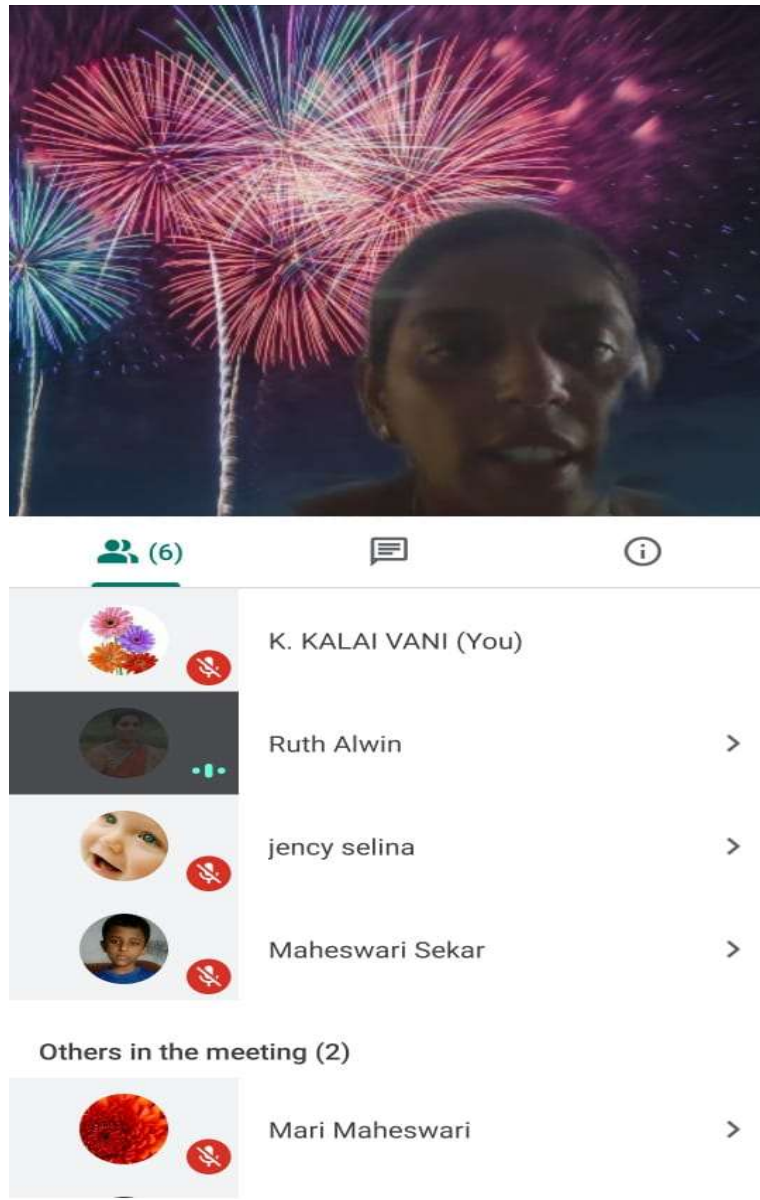 (6)
K. KALAI VANI (You)
Ruth Alwin
jency selina
Maheswari Sekar
Others in the meeting (2)
Mari Maheswari